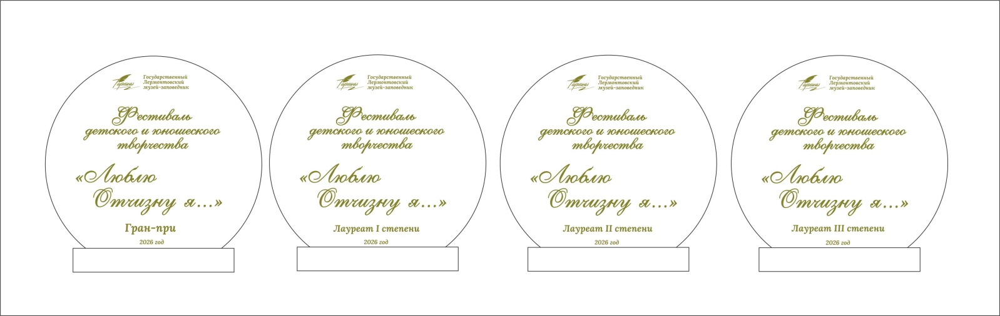 Тарханы
Государственный
Лермонтовский
музей-заповедник
Фестиваль
детского и юношеского
творчества
«Люблю
Отчизну я...»
Гран-при
2026 год
Тарханы
Государственный
Лермонтовский
музей-заповедник
Фестиваль
детского и юношеского
творчества
«Люблю
Отчизну я...»
Лауреат I степени
2026 год
Тарханы
Государственный
Лермонтовский
музей-заповедник
Фестиваль
детского и юношеского
творчества
«Люблю
Отчизну я...»
Лауреат II степени
2026 год
Тарханы
Государственный
Лермонтовский
музей-заповедник
Фестиваль
детского и юношеского
творчества
«Люблю
Отчизну я...»
Лауреат III степени
2026 год